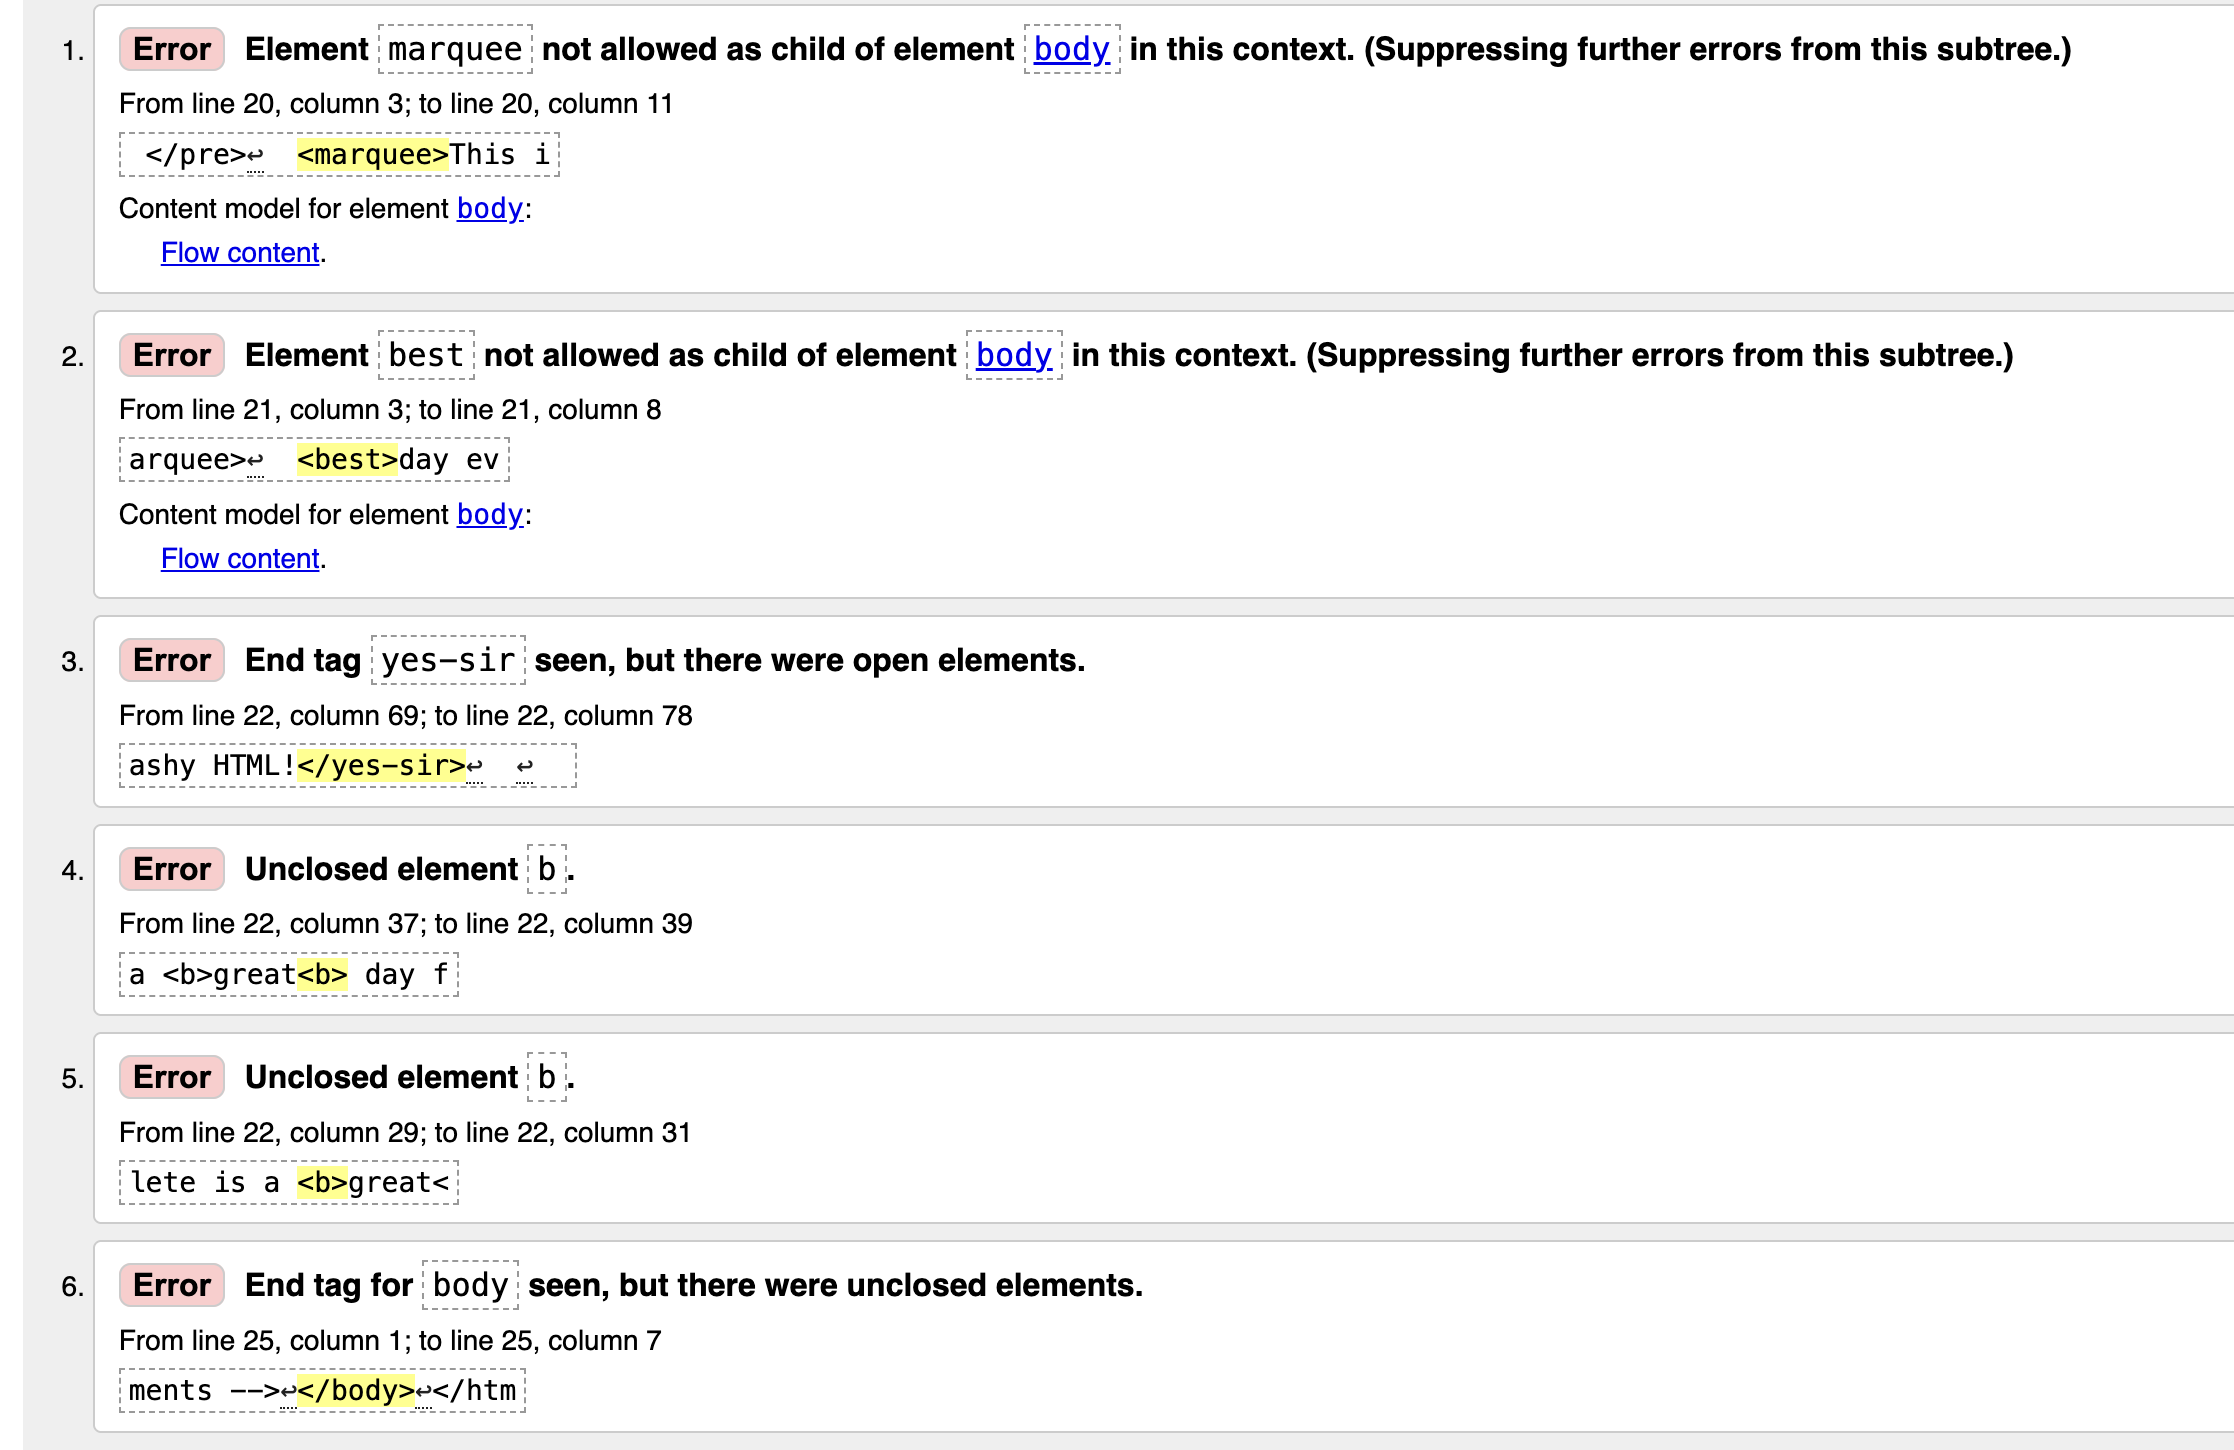 1. Error Element marquee not allowed as child of element body in this context. (Suppressing further errors from this subtree.)
From line 20, column 3; to line 20, column 11
</pre>↩  <marquee>This i
Content model for element body:
Flow content.
2. Error Element best not allowed as child of element body in this context. (Suppressing further errors from this subtree.)
From line 21, column 3; to line 21, column 8
arquee>↩  <best>day ev
Content model for element body:
Flow content.
3. Error End tag yes-sir seen, but there were open elements.
From line 22, column 69; to line 22, column 78
ashy HTML!</yes-sir>↩  ↩
4. Error Unclosed element b.
From line 22, column 37; to line 22, column 39
a <b>great<b> day f
5. Error Unclosed element b.
From line 22, column 29; to line 22, column 31
lete is a <b>great<
6. Error End tag for body seen, but there were unclosed elements.
From line 25, column 1; to line 25, column 7
ments -->↩</body>↩</htm